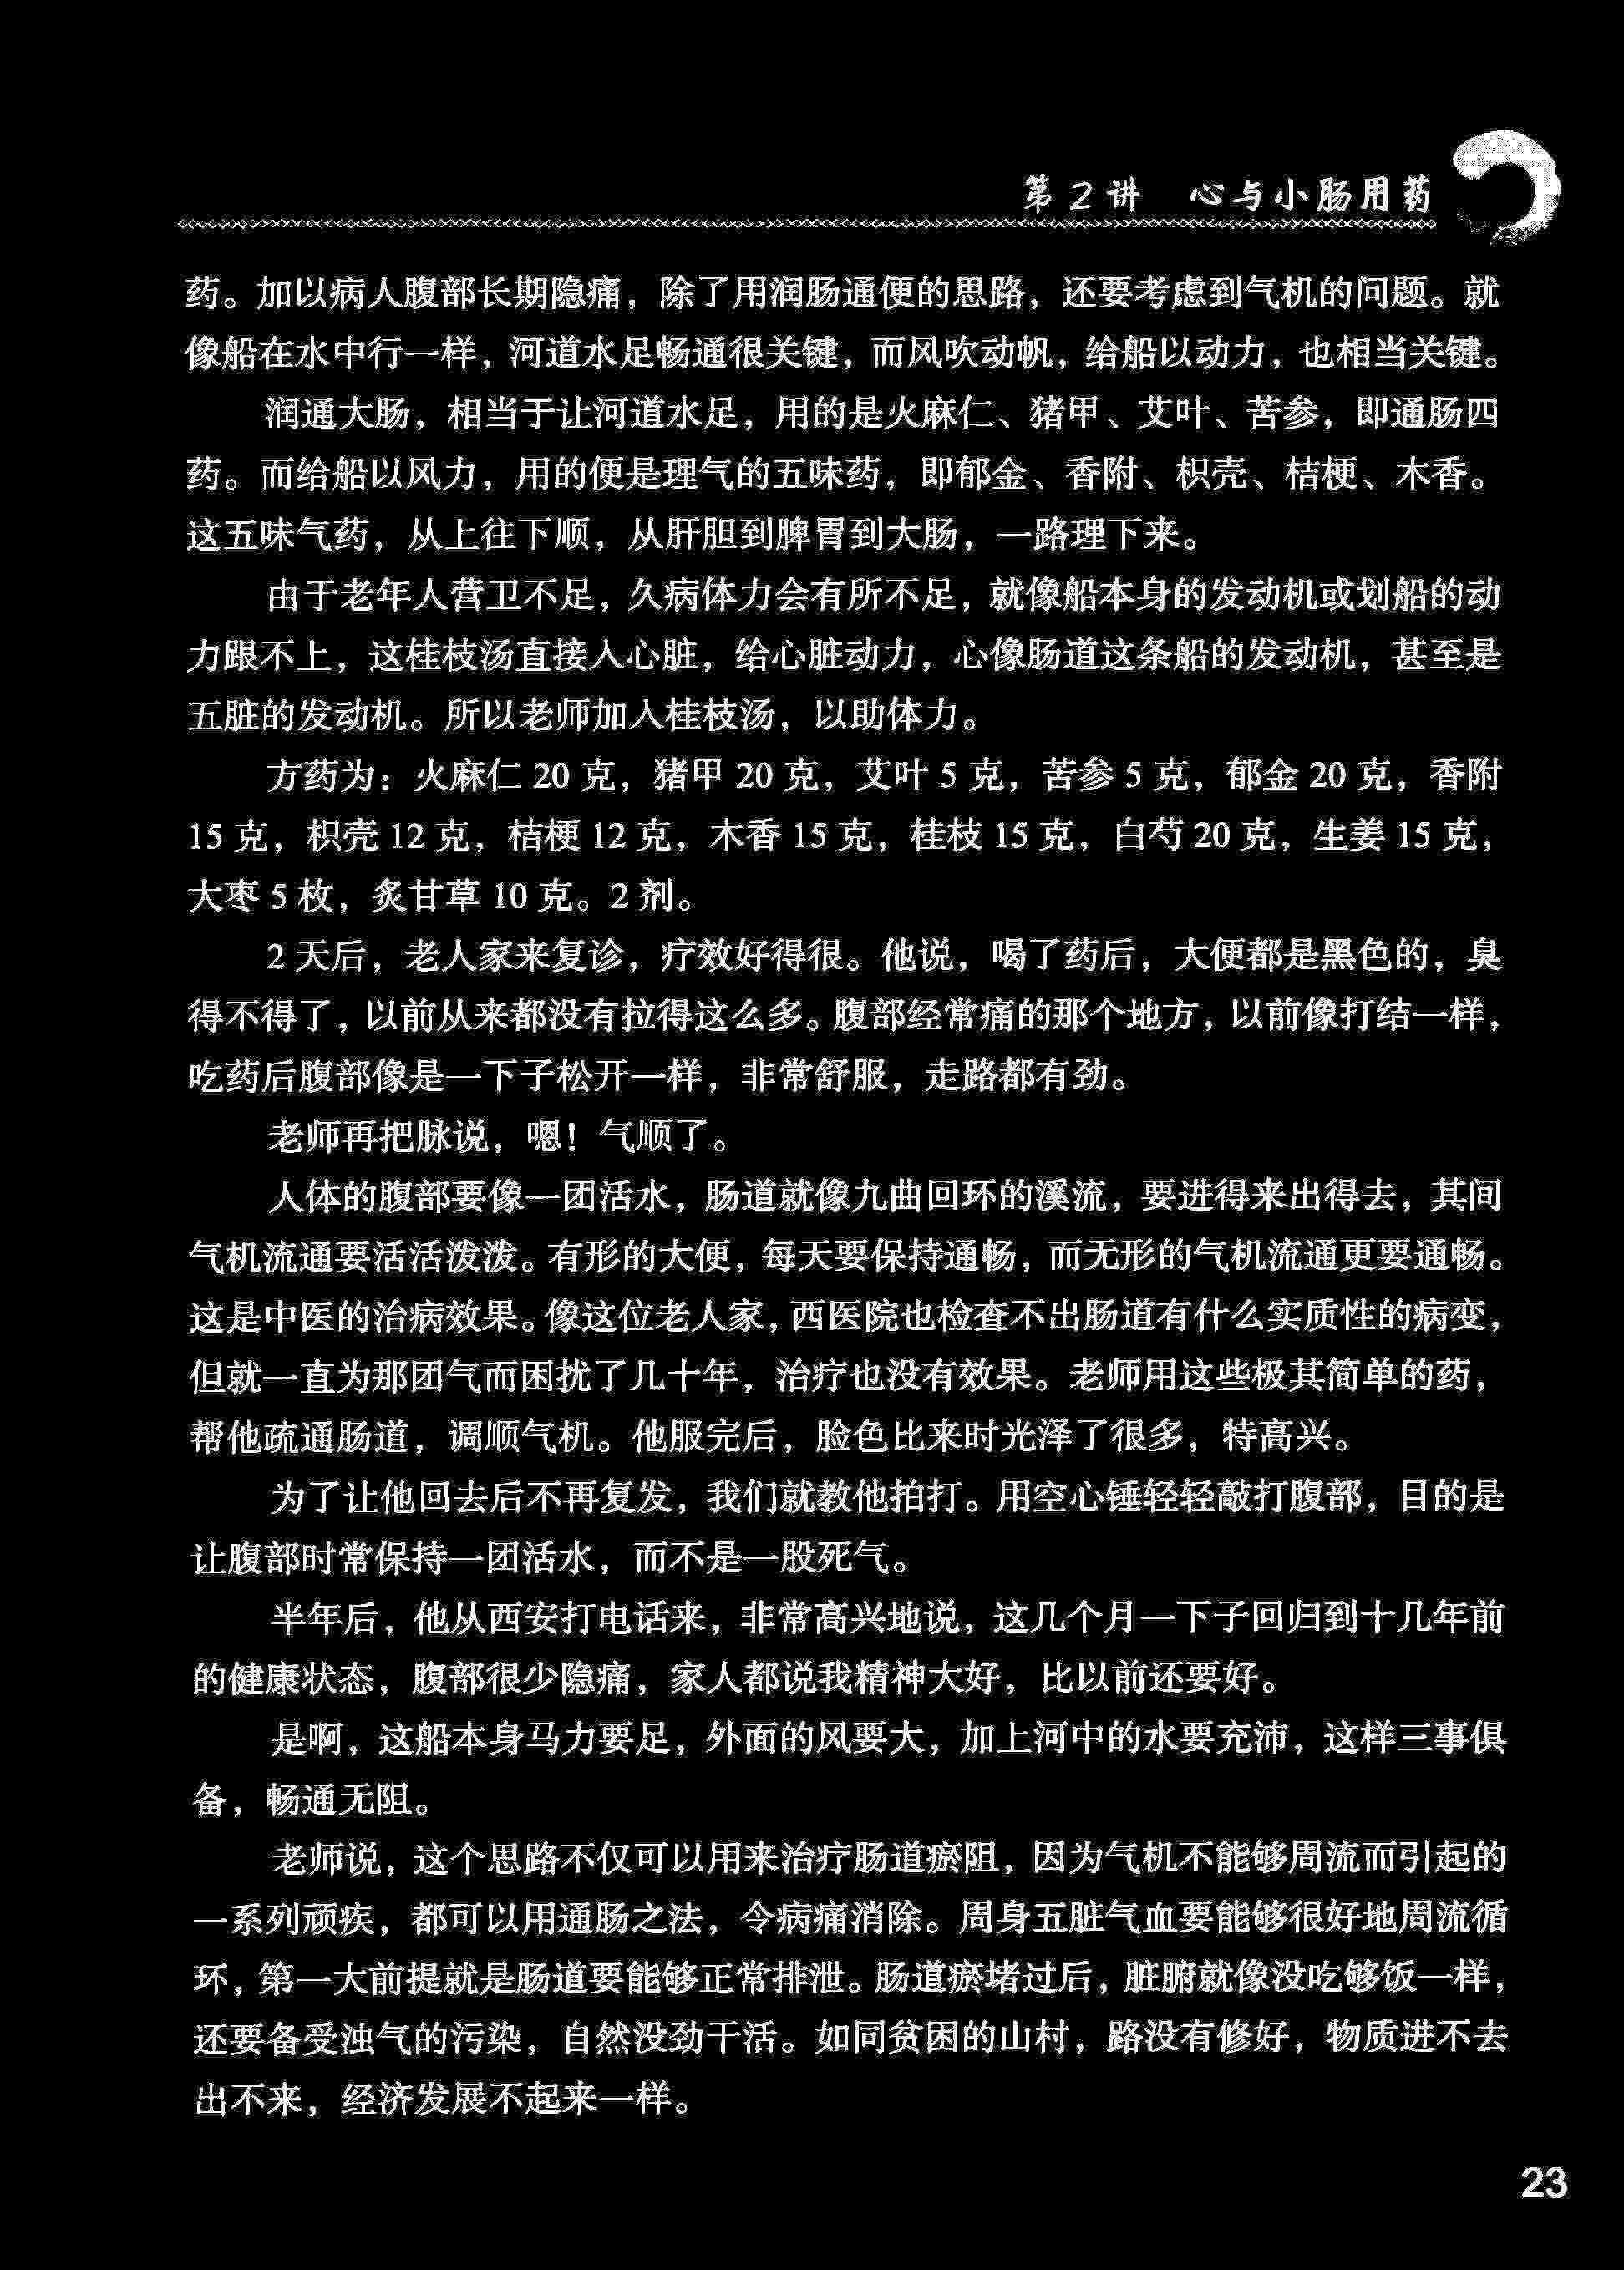 第2讲 心与小肠用药
药。加以病人腹部长期隐痛，除了用润肠通便的思路，还要考虑到气机的问题。就
像船在水中行一样，河道水足畅通很关键，而风吹动帆，给船以动力，也相当关键。
润通大肠，相当于让河道水足，用的是火麻仁、猪甲、艾叶、苦参，即通肠四
药。而给船以风力，用的便是理气的五味药，即郁金、香附、枳壳、桔梗、木香。
这五味气药，从上往下顺，从肝胆到脾胃到大肠，一路理下来。
由于老年人营卫不足，久病体力会有所不足，就像船本身的发动机或划船的动
力跟不上，这桂枝汤直接入心脏，给心脏动力，心像肠道这条船的发动机，甚至是
五脏的发动机。所以老师加入桂枝汤，以助体力。
方药为：火麻仁 20 克，猪甲 20 克，艾叶 5 克，苦参 5 克，郁金 20 克，香附
15 克，枳壳 12 克，桔梗 12 克，木香 15 克，桂枝 15 克，白芍 20 克，生姜 15 克，
大枣 5 枚，炙甘草 10 克。2 剂。
2 天后，老人家来复诊，疗效好得很。他说，喝了药后，大便都是黑色的，臭
得不得了，以前从来都没有拉得这么多。腹部经常痛的那个地方，以前像打结一样，
吃药后腹部像是一下子松开一样，非常舒服，走路都有劲。
老师再把脉说，嗯！气顺了。
人体的腹部要像一团活水，肠道就像九曲回环的溪流，要进得来出得去，其间
气机流通要活活泼泼。有形的大便，每天要保持通畅，而无形的气机流通更要通畅。
这是中医的治病效果。像这位老人家，西医院也检查不出肠道有什么实质性的病变，
但就一直为那团气而困扰了几十年，治疗也没有效果。老师用这些极其简单的药，
帮他疏通肠道，调顺气机。他服完后，脸色比来时光泽了很多，特高兴。
为了让他回去后不再复发，我们就教他拍打。用空心锤轻轻敲打腹部，目的是
让腹部时常保持一团活水，而不是一股死气。
半年后，他从西安打电话来，非常高兴地说，这几个月一下子回归到十几年前
的健康状态，腹部很少隐痛，家人都说我精神大好，比以前还要好。
是啊，这船本身马力要足，外面的风要大，加上河中的水要充沛，这样三事俱
备，畅通无阻。
老师说，这个思路不仅可以用来治疗肠道瘀阻，因为气机不能够周流而引起的
一系列顽疾，都可以用通肠之法，令病痛消除。周身五脏气血要能够很好地周流循
环，第一大前提就是肠道要能够正常排泄。肠道瘀堵过后，脏腑就像没吃够饭一样，
还要备受浊气的污染，自然没劲干活。如同贫困的山村，路没有修好，物质进不去
出不来，经济发展不起来一样。
23